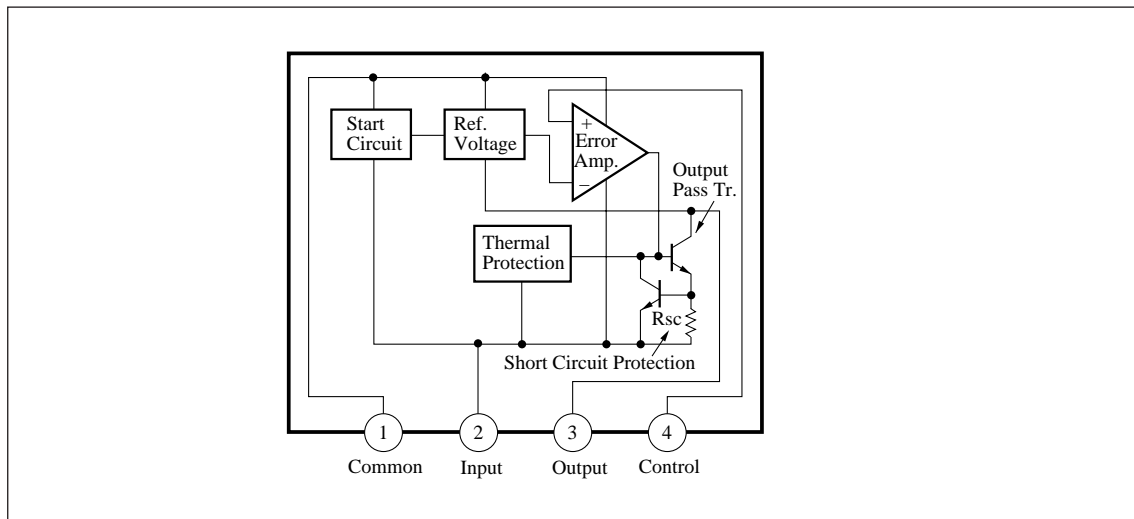 Start
Circuit
Ref.
Voltage
+
Error
Amp.
−
Output
Pass Tr.
Thermal
Protection
Rsc
Short Circuit Protection
1
2
3
4
Common
Input
Output
Control